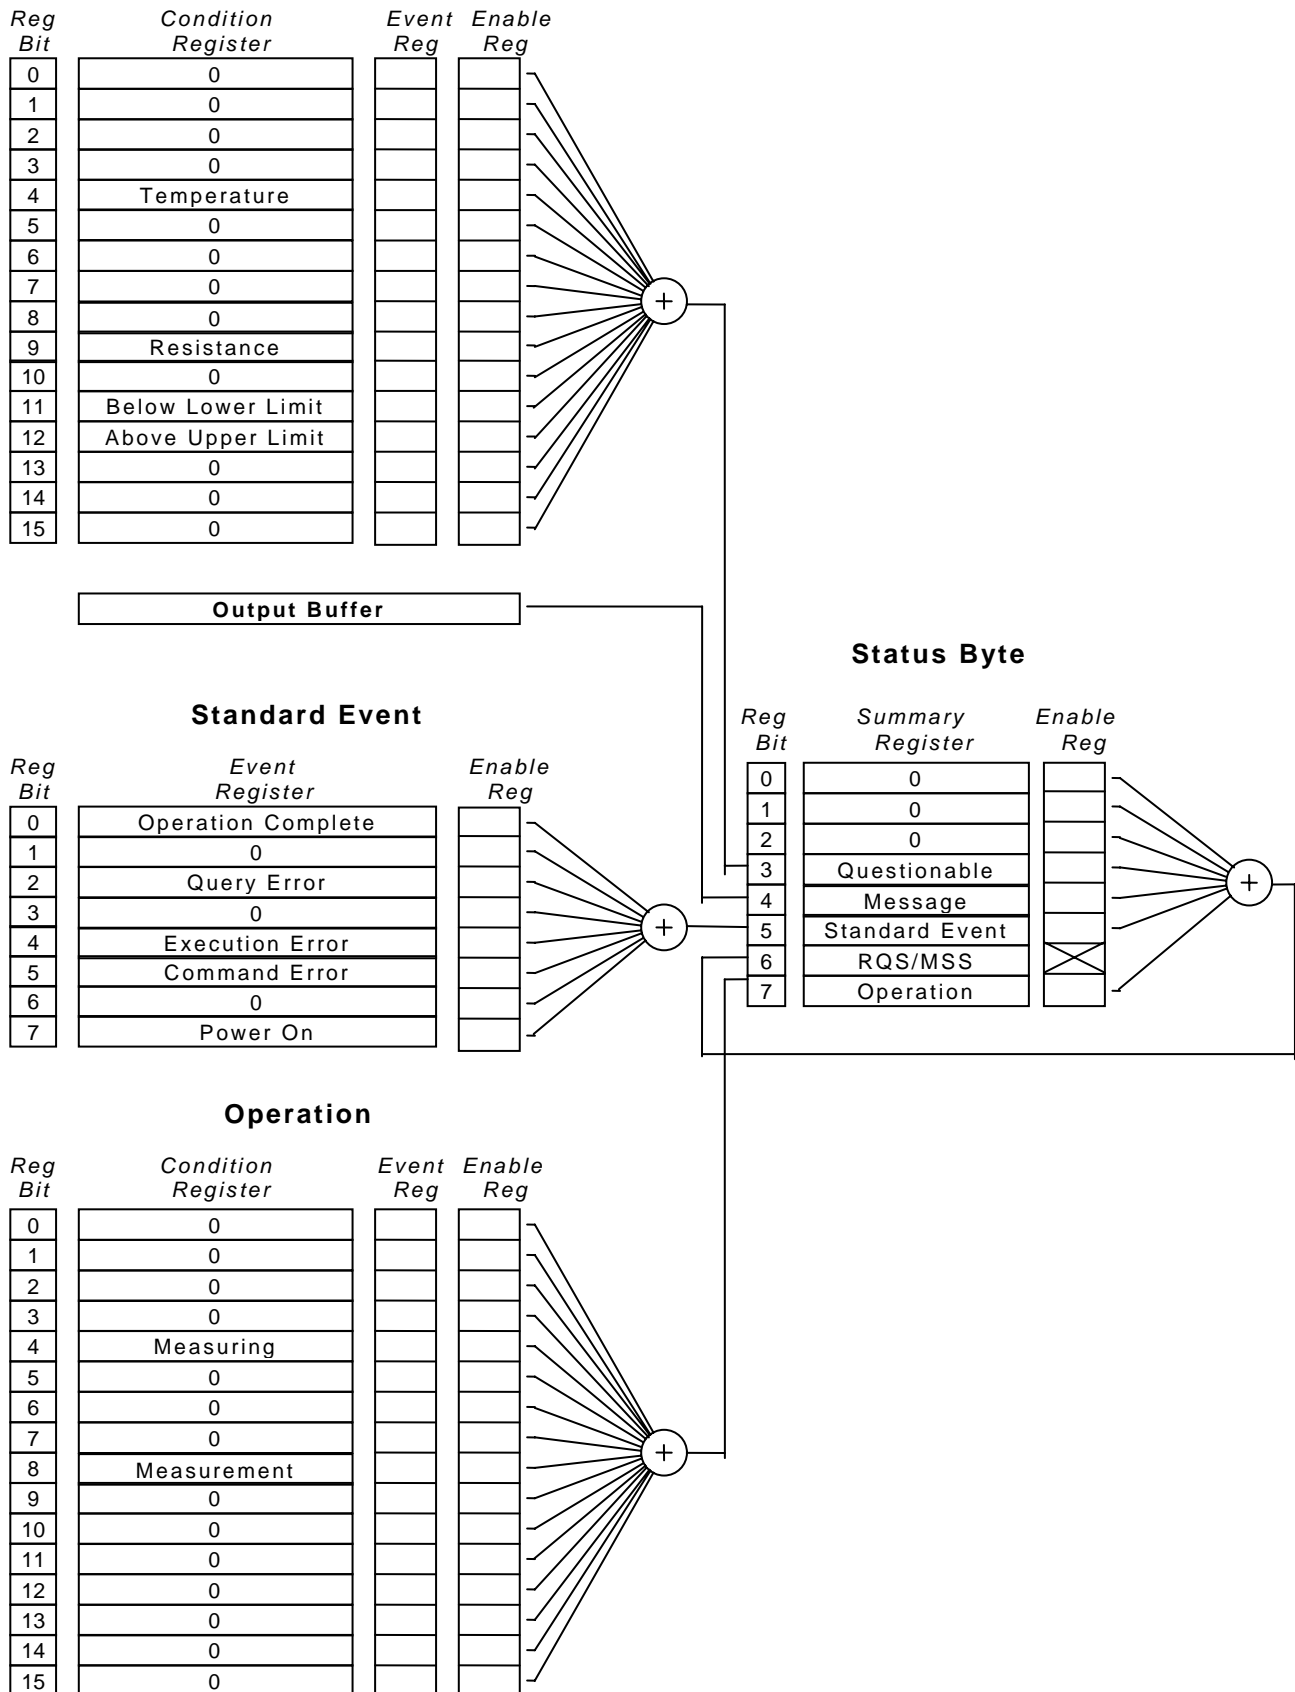 Reg Condition Event Enable
Bit Register Reg Reg
0 0
1 0
2 0
3 0
4 Temperature
5 0
6 0
7 0
8 0
9 Resistance
10 0
11 Below Lower Limit
12 Above Upper Limit
13 0
14 0
15 0
+
Output Buffer
Standard Event
Reg Event Enable
Bit Register Reg
0 Operation Complete
1 0
2 Query Error
3 0
4 Execution Error
5 Command Error
6 0
7 Power On
+
Status Byte
Reg Summary Enable
Bit Register Reg
0 0
1 0
2 0
3 Questionable
4 Message
5 Standard Event
6 RQS/MSS
7 Operation
+
Operation
Reg Condition Event Enable
Bit Register Reg Reg
0 0
1 0
2 0
3 0
4 Measuring
5 0
6 0
7 0
8 Measurement
9 0
10 0
11 0
12 0
13 0
14 0
15 0
+